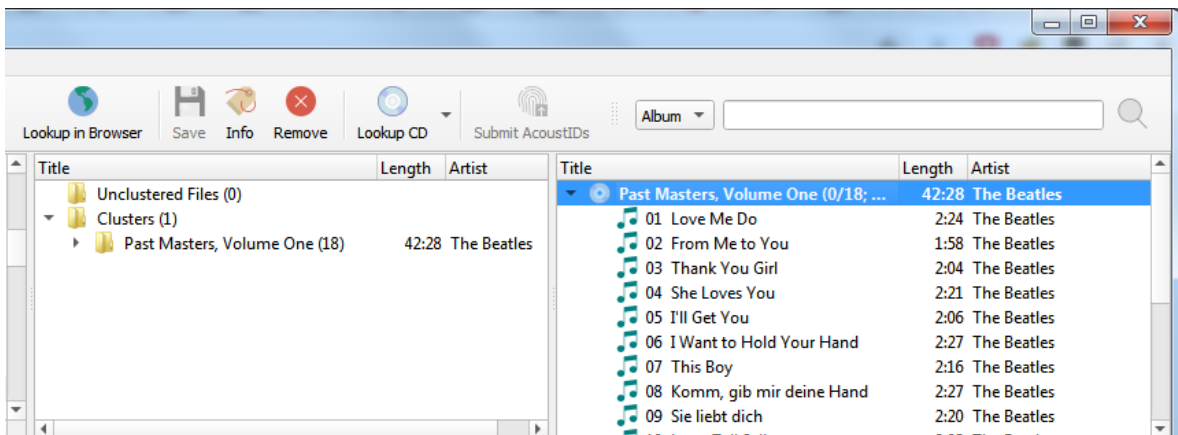 Lookup in Browser Save Info Remove Lookup CD Submit AcoustIDs Album
Title Length Artist
Unclustered Files (0)
Clusters (1)
Past Masters, Volume One (18) 42:28 The Beatles
Title Length Artist
Past Masters, Volume One (0/18; ... 42:28 The Beatles
01 Love Me Do 2:24 The Beatles
02 From Me to You 1:58 The Beatles
03 Thank You Girl 2:04 The Beatles
04 She Loves You 2:21 The Beatles
05 I'll Get You 2:06 The Beatles
06 I Want to Hold Your Hand 2:27 The Beatles
07 This Boy 2:16 The Beatles
08 Komm, gib mir deine Hand 2:27 The Beatles
09 Sie liebt dich 2:20 The Beatles